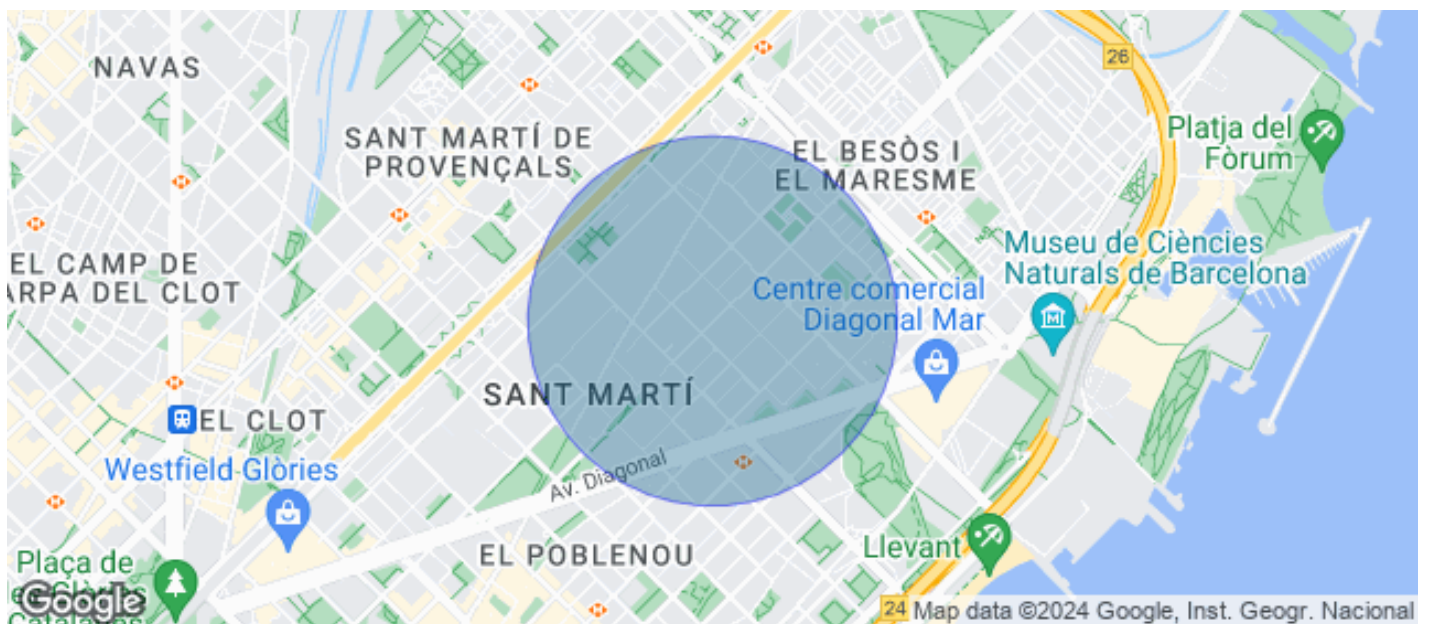 NAVAS
26
SANT MARTÍ DE
PROVENÇALS
EL BESÒS I
EL MARESME
Platja del
Fòrum
EL CAMP DE
ARPA DEL CLOT
Museu de Ciències
Naturals de Barcelona
Centre comercial
Diagonal Mar
SANT MARTÍ
EL CLOT
Westfield Glòries
Av. Diagonal
EL POBLENOU
Llevant
Plaça de
Glòries
Catalanes
Google
24
Map data ©2024 Google, Inst. Geogr. Nacional